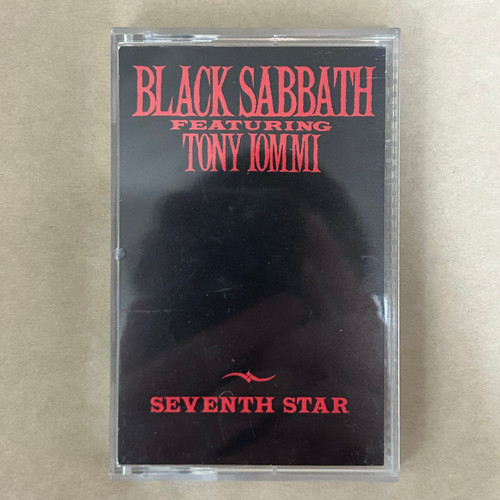 BLACK SABBATH
FEATURING
TONY IOMMI
SEVENTH STAR